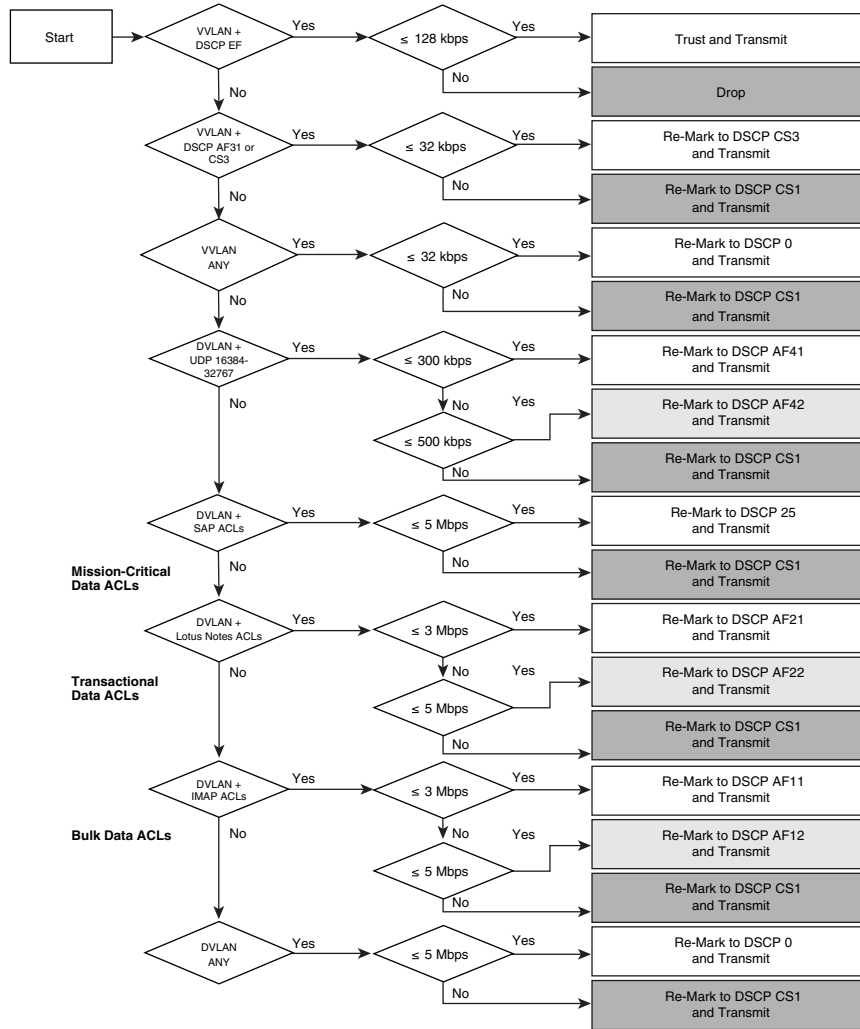 Start
VVLAN +
DSCP EF
Yes
≤ 128 kbps
Yes
Trust and Transmit
No
No
Drop
VVLAN +
DSCP AF31 or
CS3
Yes
≤ 32 kbps
Yes
Re-Mark to DSCP CS3
and Transmit
No
No
Re-Mark to DSCP CS1
and Transmit
VVLAN
ANY
Yes
≤ 32 kbps
Yes
Re-Mark to DSCP 0
and Transmit
No
No
Re-Mark to DSCP CS1
and Transmit
DVLAN +
UDP 16384-
32767
Yes
≤ 300 kbps
Yes
Re-Mark to DSCP AF41
and Transmit
No
No
≤ 500 kbps
Yes
Re-Mark to DSCP AF42
and Transmit
No
Re-Mark to DSCP CS1
and Transmit
DVLAN +
SAP ACLs
Yes
≤ 5 Mbps
Yes
Re-Mark to DSCP 25
and Transmit
Mission-Critical
Data ACLs
No
No
Re-Mark to DSCP CS1
and Transmit
DVLAN +
Lotus Notes ACLs
Yes
≤ 3 Mbps
Yes
Re-Mark to DSCP AF21
and Transmit
Transactional
Data ACLs
No
No
≤ 5 Mbps
Yes
Re-Mark to DSCP AF22
and Transmit
No
Re-Mark to DSCP CS1
and Transmit
DVLAN +
IMAP ACLs
Yes
≤ 3 Mbps
Yes
Re-Mark to DSCP AF11
and Transmit
Bulk Data ACLs
No
No
≤ 5 Mbps
Yes
Re-Mark to DSCP AF12
and Transmit
No
Re-Mark to DSCP CS1
and Transmit
DVLAN
ANY
Yes
≤ 5 Mbps
Yes
Re-Mark to DSCP 0
and Transmit
No
Re-Mark to DSCP CS1
and Transmit